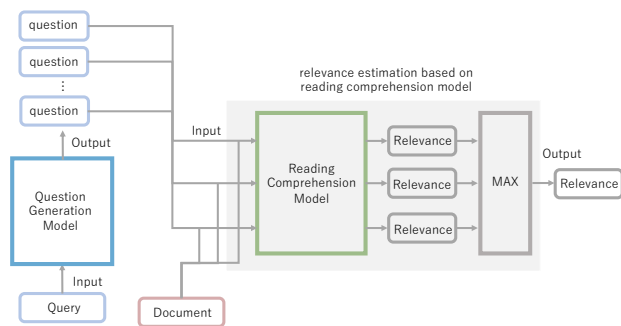 question
question
⋮
question
relevance estimation based on
reading comprehension model
Output
Input
Question
Generation
Model
Input
Query
Document
Reading
Comprehension
Model
Relevance
Relevance
Relevance
MAX
Output
Relevance